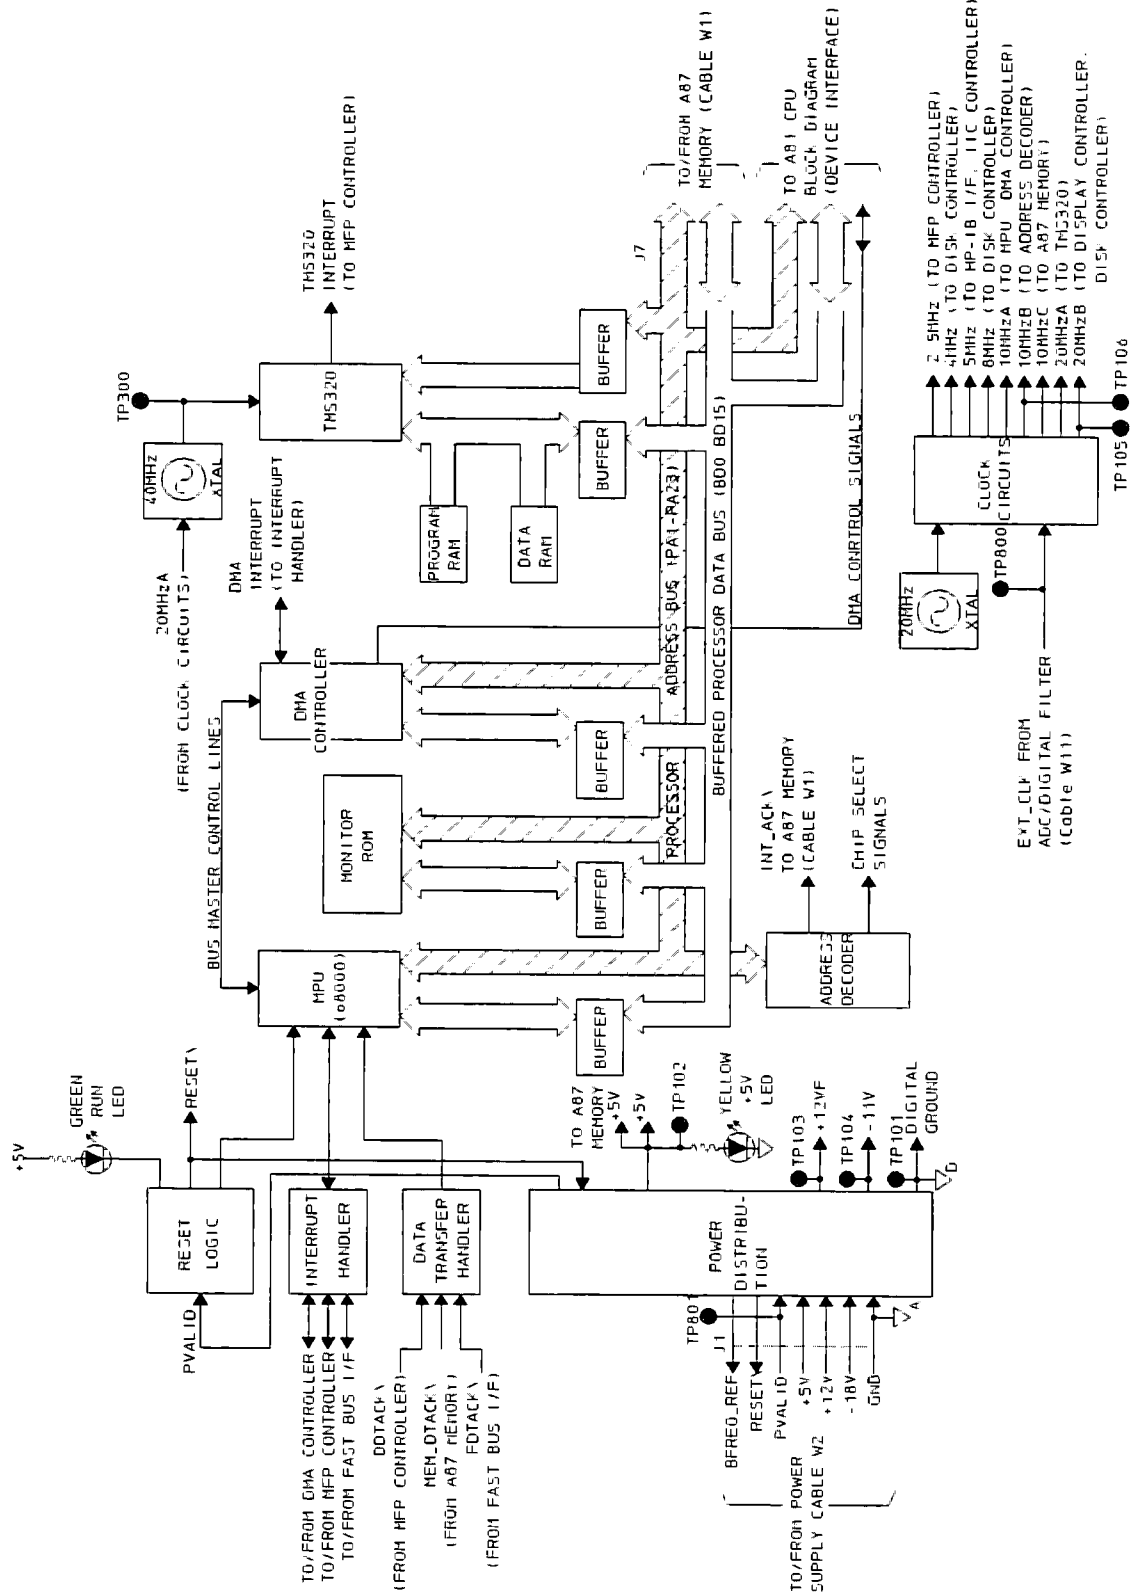 +5V
GREEN
RUN
LED
RESET\
RESET
LOGIC
PVALID
TO/FROM DMA CONTROLLER
TO/FROM MFP CONTROLLER
TO/FROM FAST BUS I/F
INTERRUPT
HANDLER
DDTACK\
(FROM MFP CONTROLLER)
MEM_DTACK\
(FROM A87 MEMORY)
FDTACK\
(FROM FAST BUS I/F)
DATA
TRANSFER
HANDLER
BUS MASTER CONTROL LINES
MPU
(68000)
MONITOR
ROM
DMA
CONTROLLER
DMA
INTERRUPT
(TO INTERRUPT
HANDLER)
20MHzA
(FROM CLOCK CIRCUITS)
40MHz
XTAL
TP300
TMS320
TMS320
INTERRUPT
(TO MFP CONTROLLER)
PROGRAM
RAM
DATA
RAM
BUFFER
BUFFER
BUFFER
BUFFER
BUFFER
PROCESSOR ADDRESS BUS (PA1-PA23)
BUFFERED PROCESSOR DATA BUS (BD0 BD15)
DMA CONRTROL SIGNALS
J7
TO/FROM A87
MEMORY (CABLE W1)
TO A81 CPU
BLOCK DIAGRAM
(DEVICE INTERFACE)
ADDRESS
DECODER
INT_ACK\
TO A87 MEMORY
(CABLE W1)
CHIP SELECT
SIGNALS
TO A87
MEMORY
+5V
+5V
TP102
YELLOW
+5V
LED
TP103
+12VF
TP104
-11V
TP101
DIGITAL
GROUND
D
POWER
DISTRIBU-
TION
TP801
J1
BFREQ_REF
RESET\
PVALID
+5V
+12V
-18V
GND
A
TO/FROM POWER
SUPPLY CABLE W2
20MHz
XTAL
TP800
EXT_CLK FROM
ADC/DIGITAL FILTER
(Cable W11)
CLOCK
CIRCUITS
2 5MHz (TO MFP CONTROLLER)
4MHz (TO DISK CONTROLLER)
5MHz (TO HP-IB I/F, IIC CONTROLLER)
8MHz (TO DISK CONTROLLER)
10MHzA (TO MPU DMA CONTROLLER)
10MHzB (TO ADDRESS DECODER)
10MHzC (TO A87 MEMORY)
20MHzA (TO TMS320)
20MHzB (TO DISPLAY CONTROLLER.
DISK CONTROLLER)
TP105
TP106